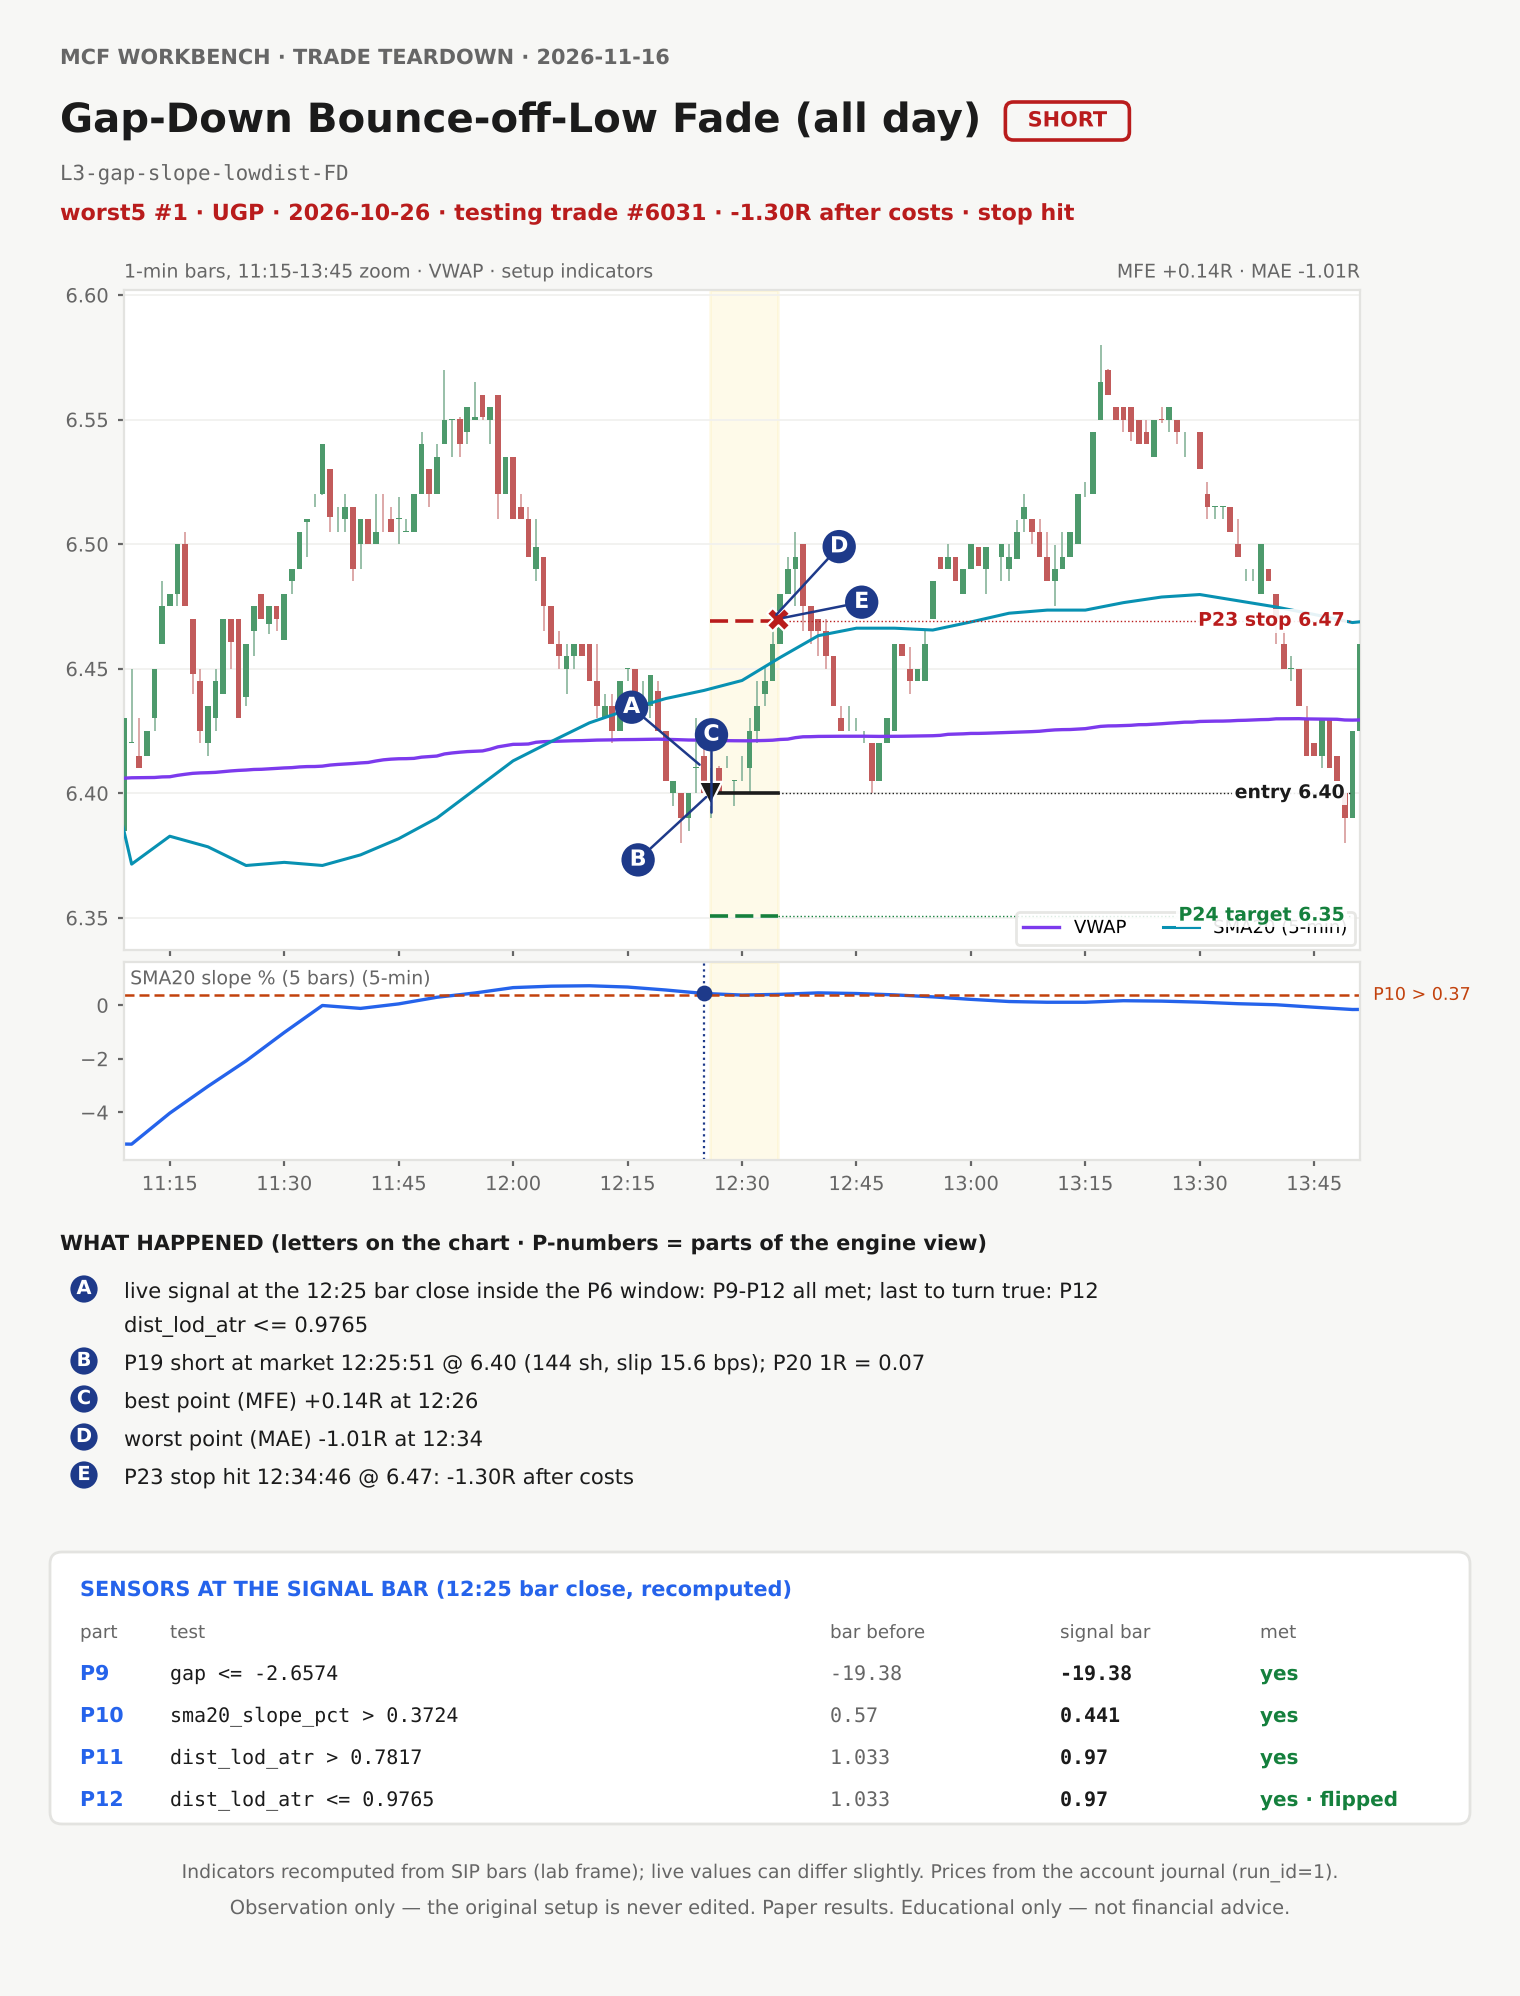 MCF WORKBENCH · TRADE TEARDOWN · 2026-11-16
Gap-Down Bounce-off-Low Fade (all day) SHORT
L3-gap-slope-lowdist-FD
worst5 #1 · UGP · 2026-10-26 · testing trade #6031 · -1.30R after costs · stop hit
1-min bars, 11:15-13:45 zoom · VWAP · setup indicators MFE +0.14R · MAE -1.01R
6.60
6.55
6.50
6.45
6.40
6.35
D
E
P23 stop 6.47
A
C
entry 6.40
B
P24 target 6.35
VWAP SMA20 (5-min)
SMA20 slope % (5 bars) (5-min)
P10 > 0.37
0
−2
−4
11:15 11:30 11:45 12:00 12:15 12:30 12:45 13:00 13:15 13:30 13:45
WHAT HAPPENED (letters on the chart · P-numbers = parts of the engine view)
A live signal at the 12:25 bar close inside the P6 window: P9-P12 all met; last to turn true: P12
dist_lod_atr <= 0.9765
B P19 short at market 12:25:51 @ 6.40 (144 sh, slip 15.6 bps); P20 1R = 0.07
C best point (MFE) +0.14R at 12:26
D worst point (MAE) -1.01R at 12:34
E P23 stop hit 12:34:46 @ 6.47: -1.30R after costs
SENSORS AT THE SIGNAL BAR (12:25 bar close, recomputed)
part test bar before signal bar met
P9 gap <= -2.6574 -19.38 -19.38 yes
P10 sma20_slope_pct > 0.3724 0.57 0.441 yes
P11 dist_lod_atr > 0.7817 1.033 0.97 yes
P12 dist_lod_atr <= 0.9765 1.033 0.97 yes · flipped
Indicators recomputed from SIP bars (lab frame); live values can differ slightly. Prices from the account journal (run_id=1).
Observation only — the original setup is never edited. Paper results. Educational only — not financial advice.